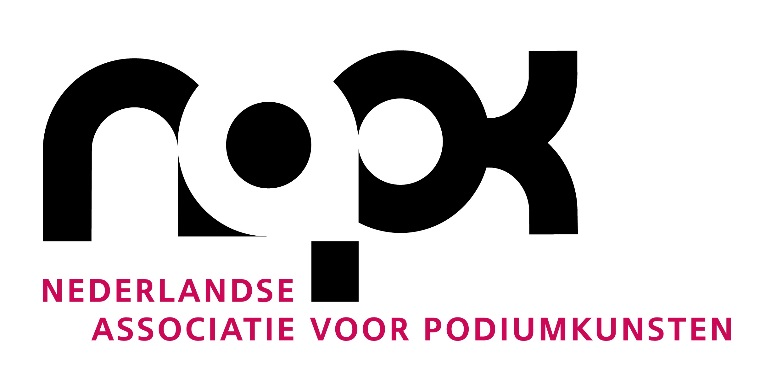 napk
NEDERLANDSE
ASSOCIATIE VOOR PODIUMKUNSTEN